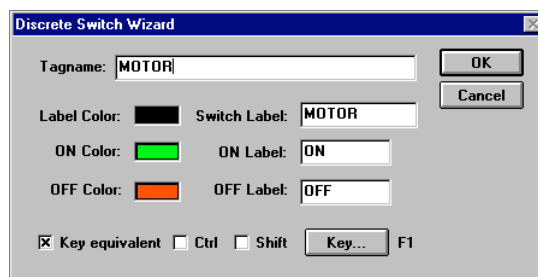 Discrete Switch Wizard
Tagname: MOTOR OK
Cancel
Label Color: Switch Label: MOTOR
ON Color: ON Label: ON
OFF Color: OFF Label: OFF
Key equivalent Ctrl Shift Key... F1